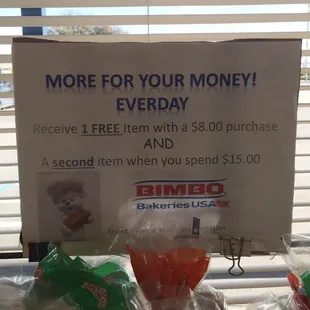 MORE FOR YOUR MONEY!
EVERDAY
Receive 1 FREE Item with a $8.00 purchase
AND
A second item when you spend $15.00
BIMBO
Bakeries USA